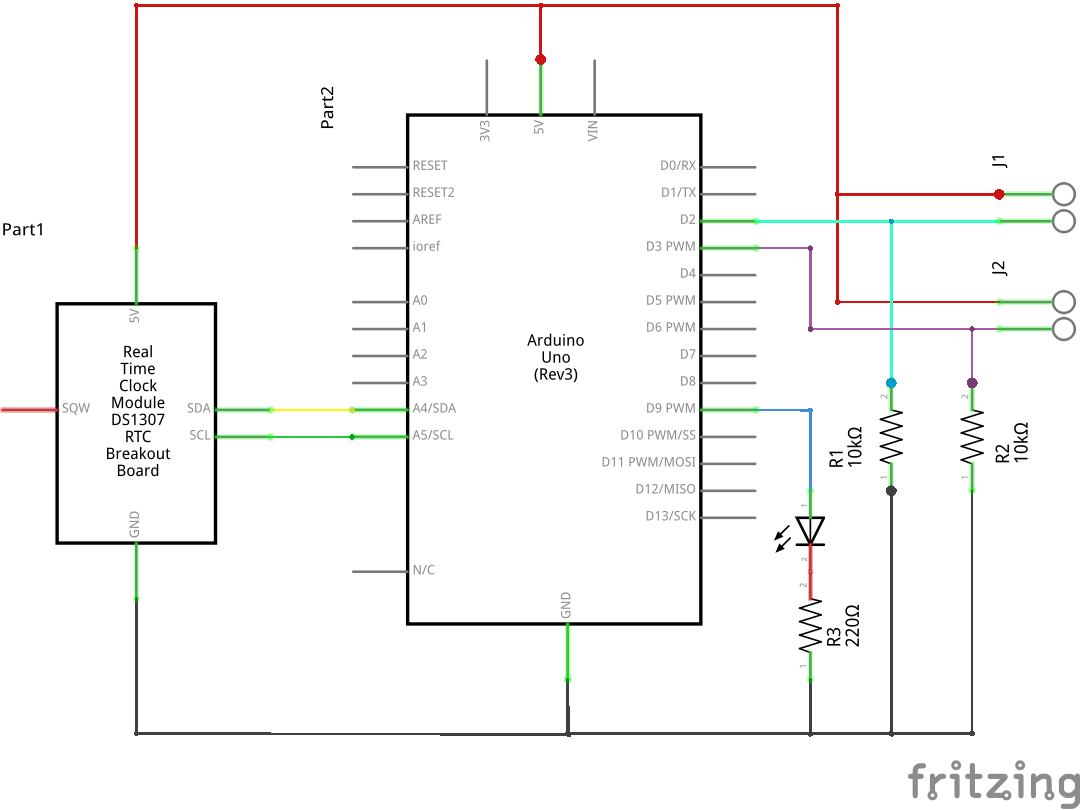 Part1
5V
Real
Time
Clock
Module
DS1307
RTC
Breakout
Board
SQW
SDA
SCL
GND
Part2
3V3
5V
VIN
RESET
RESET2
AREF
ioref
A0
A1
A2
A3
A4/SDA
A5/SCL
N/C
Arduino
Uno
(Rev3)
D0/RX
D1/TX
D2
D3 PWM
D4
D5 PWM
D6 PWM
D7
D8
D9 PWM
D10 PWM/SS
D11 PWM/MOSI
D12/MISO
D13/SCK
GND
J1
J2
2
R1
10kΩ
1
2
R2
10kΩ
1
1
2
2
R3
220Ω
1
fritzing